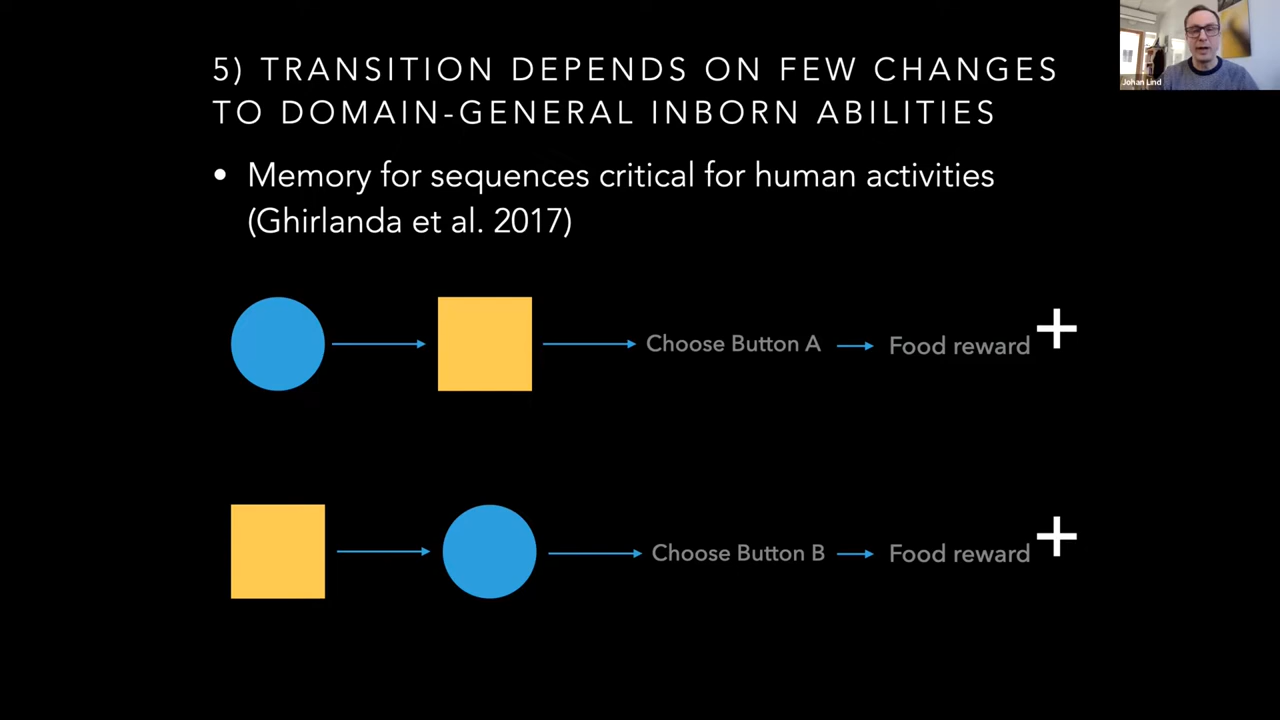 5) TRANSITION DEPENDS ON FEW CHANGES
TO DOMAIN-GENERAL INBORN ABILITIES
• Memory for sequences critical for human activities
(Ghirlanda et al. 2017)
Choose Button A Food reward +
Choose Button B Food reward +
Johan Lind